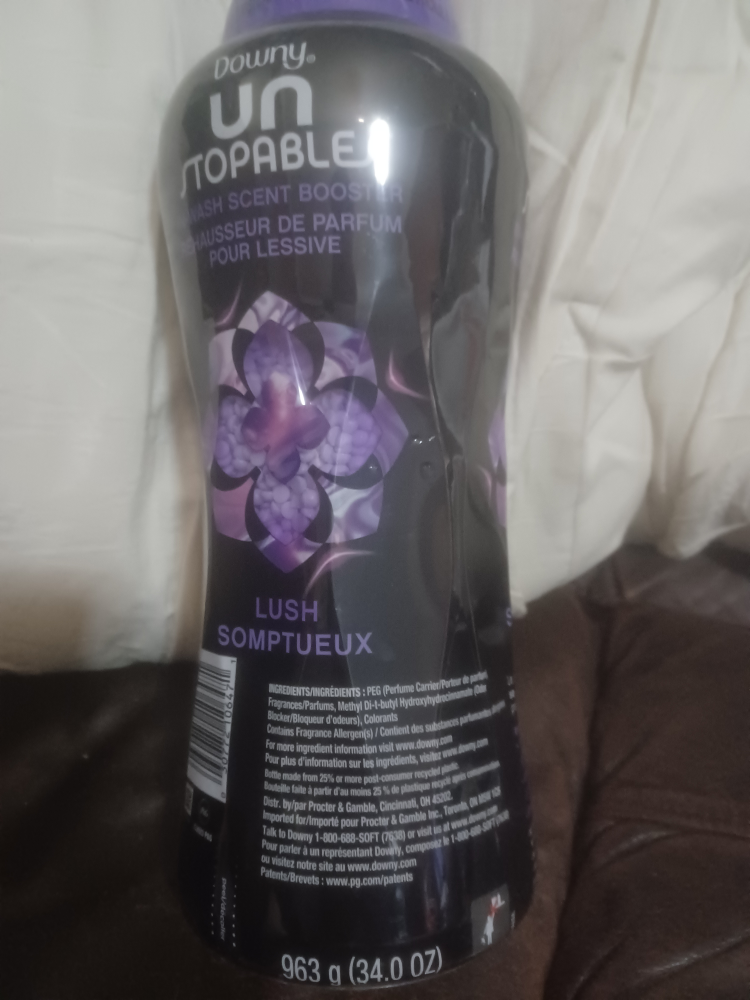 Downy®
UN
STOPABLE
WASH SCENT BOOSTER
HAUSSEUR DE PARFUM
POUR LESSIVE
LUSH
SOMPTUEUX
INGREDIENTS/INGRÉDIENTS : PEG (Perfume Carrier/Porteur de parfum),
Fragrances/Parfums, Methyl Di-t-butyl Hydroxyhydrocinnamate (Odor
Blocker/Bloqueur d'odeurs), Colorants
Contains Fragrance Allergen(s) / Contient des substances parfumantes
For more ingredient information visit www.downy.com
Pour plus d'information sur les ingrédients, visitez www.downy.com
Bottle made from 25% or more post-consumer recycled plastic.
Bouteille faite à partir d'au moins 25 % de plastique recyclé après consommation
Distr. by/par Procter & Gamble, Cincinnati, OH 45202.
Imported for/Importé pour Procter & Gamble Inc., Toronto, ON M5W 1C5
Talk to Downy 1-800-688-SOFT (7638) or visit us at www.downy.com
Pour parler à un représentant Downy, composez le 1-800-688-SOFT
ou visitez notre site au www.downy.com
Patents/Brevets : www.pg.com/patents
963 g (34.0 OZ)